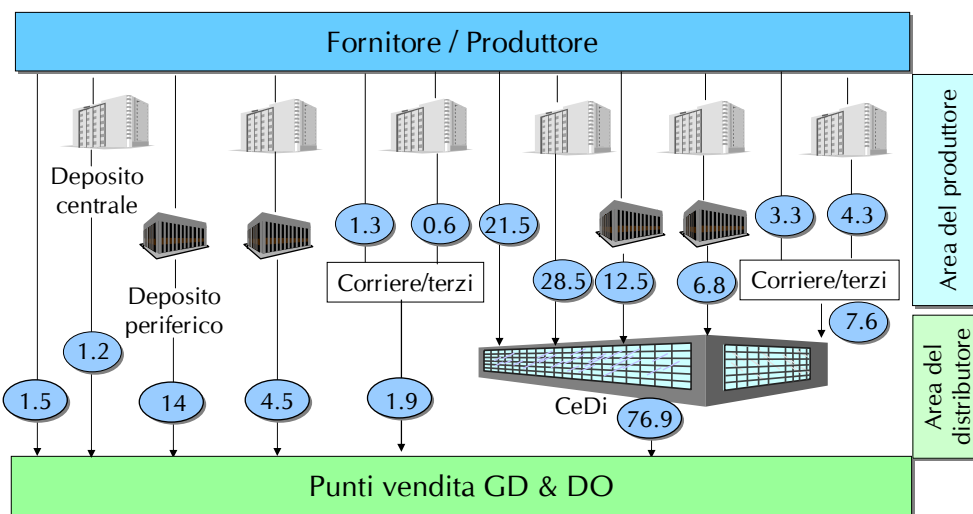 Fornitore / Produttore
Deposito
centrale
Area del produttore
1.3
0.6
21.5
3.3
4.3
Corriere/terzi
28.5
12.5
6.8
Corriere/terzi
Deposito
periferico
7.6
1.2
1.5
14
4.5
1.9
CeDi
76.9
Area del
distributore
Punti vendita GD & DO